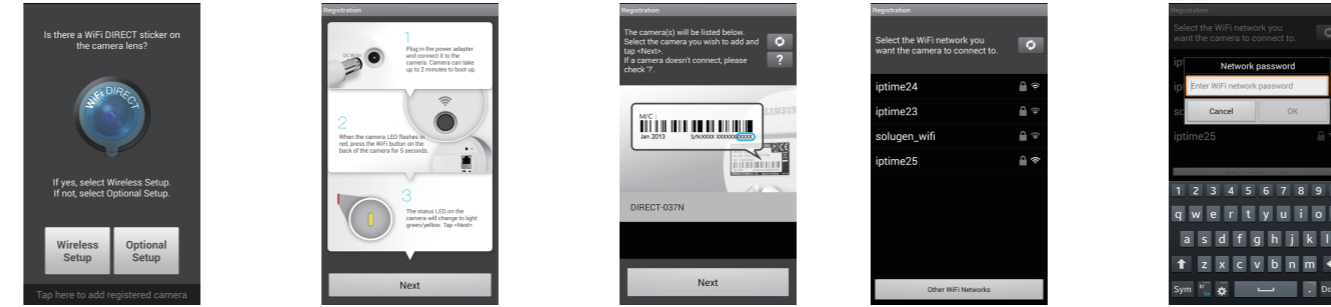 Is there a WiFi DIRECT sticker on
the camera lens?
WiFi DIRECT
If yes, select Wireless Setup.
If not, select Optional Setup.
Wireless
Setup
Optional
Setup
Tap here to add registered camera
Registration
1
Plug in the power adapter
and connect it to the
camera. Camera can take
up to 2 minutes to boot up.
2
When the camera LED flashes in
red, press the WiFi button on the
back of the camera for 5 seconds.
3
The status LED on the
camera will change to light
green/yellow. Tap <Next>
Next
Registration
The camera(s) will be listed below.
Select the camera you wish to add and
tap <Next>.
If a camera doesn't connect, please
check '?'.
?
M/C :
Jan 2013
SAMSUN
DIRECT-037N
Next
Registration
Select the WiFi network you
want the camera to connect to.
iptime24
iptime23
solugen_wifi
iptime25
Other WiFi Networks
Registration
Select the WiFi network you
want the camera to connect to.
Network password
Enter WiFi network password
Cancel
OK
iptime25
1 2 3 4 5 6 7 8 9
q w e r t y u i o
a s d f g h j k l
z x c v b n m
Sym
. Do